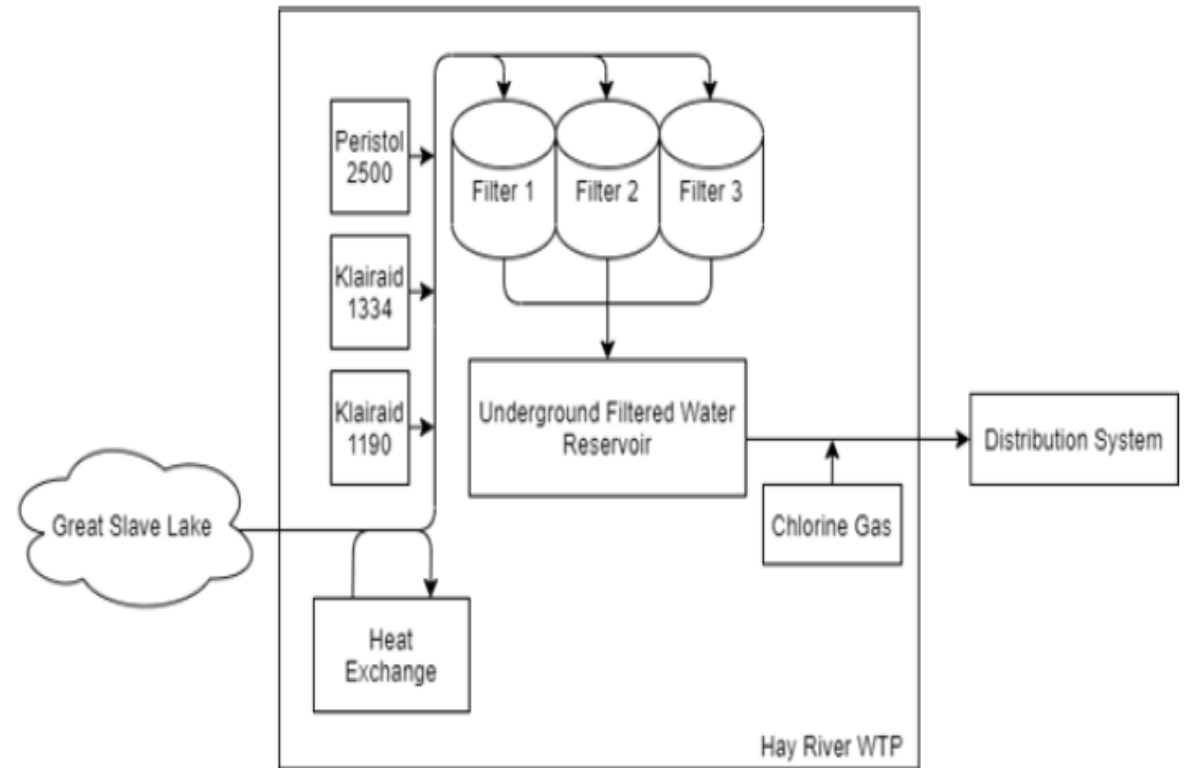 Peristol
2500
Filter 1
Filter 2
Filter 3
Klairaid
1334
Klairaid
1190
Underground Filtered Water
Reservoir
Distribution System
Great Slave Lake
Chlorine Gas
Heat
Exchange
Hay River WTP